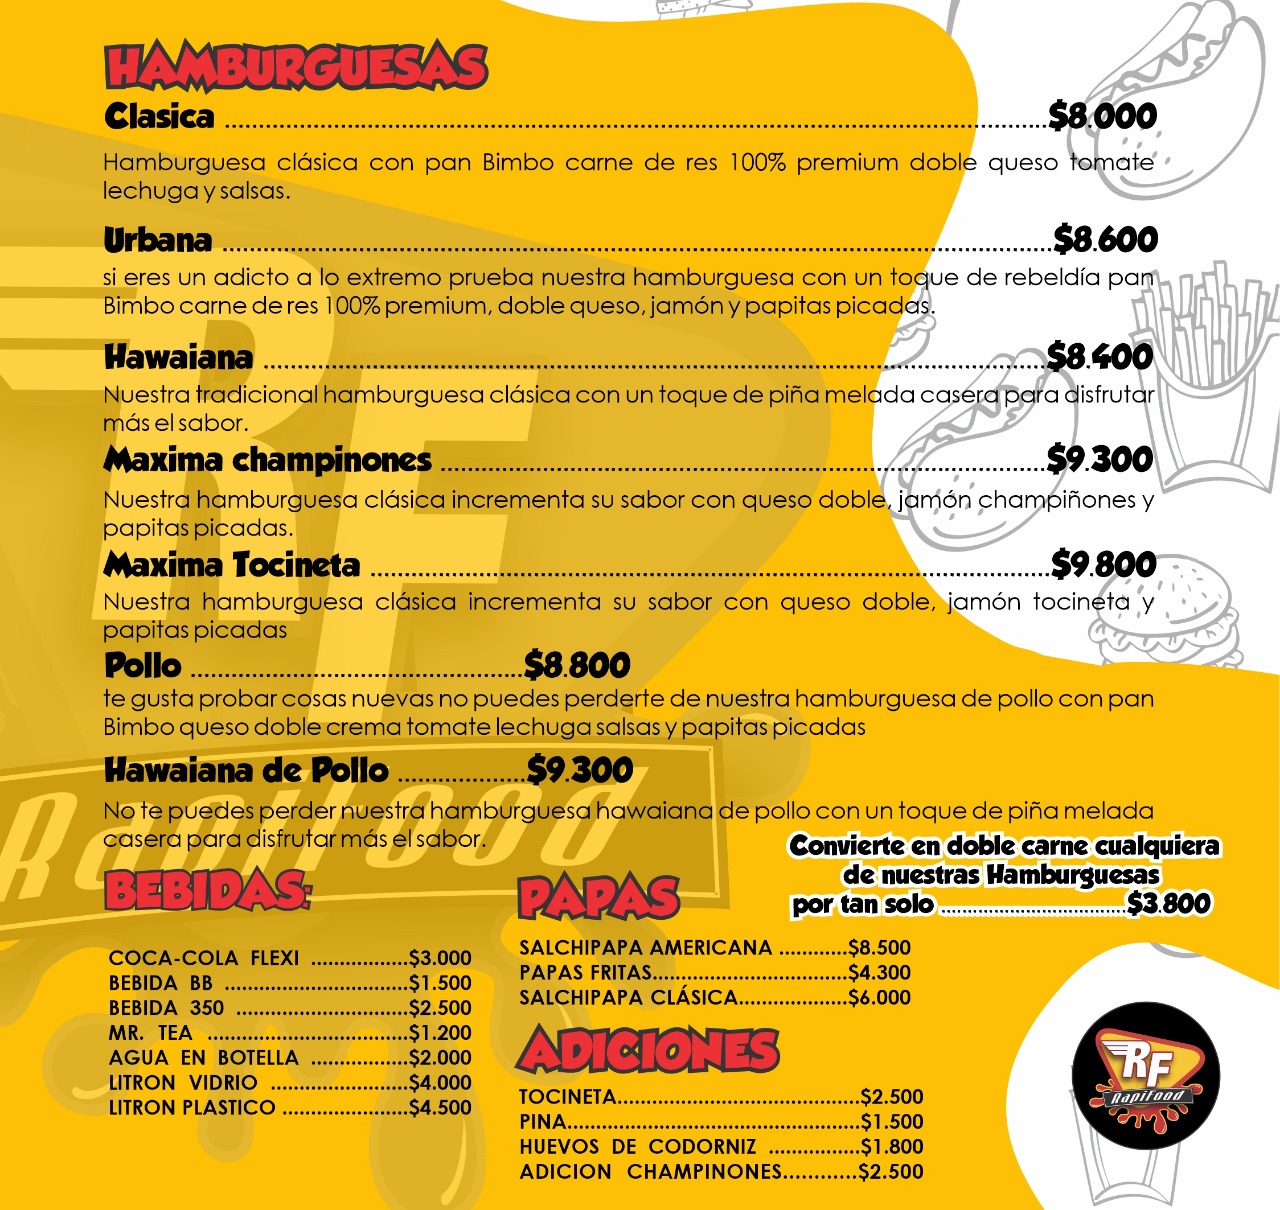 HAMBURGUESAS
Clasica ........ $8.000
Hamburguesa clásica con pan Bimbo carne de res 100% premium doble queso tomate
lechuga y salsas.
Urbana ........ $8.600
si eres un adicto a lo extremo prueba nuestra hamburguesa con un toque de rebeldía pan
Bimbo carne de res 100% premium, doble queso, jamón y papitas picadas.
Hawaiana ........ $8.400
Nuestra tradicional hamburguesa clásica con un toque de piña melada casera para disfrutar
más el sabor.
Maxima champinones ........ $9.300
Nuestra hamburguesa clásica incrementa su sabor con queso doble, jamón champiñones y
papitas picadas.
Maxima Tocineta ........ $9.800
Nuestra hamburguesa clásica incrementa su sabor con queso doble, jamón tocineta y
papitas picadas
Pollo ........ $8.800
te gusta probar cosas nuevas no puedes perderte de nuestra hamburguesa de pollo con pan
Bimbo queso doble crema tomate lechuga salsas y papitas picadas
Hawaiana de Pollo ........ $9.300
No te puedes perder nuestra hamburguesa hawaiana de pollo con un toque de piña melada
casera para disfrutar más el sabor.
Convierte en doble carne cualquiera
de nuestras Hamburguesas
por tan solo ........ $3.800
BEBIDAS:
COCA-COLA FLEXI ........ $3.000
BEBIDA BB ........ $1.500
BEBIDA 350 ........ $2.500
MR. TEA ........ $1.200
AGUA EN BOTELLA ........ $2.000
LITRON VIDRIO ........ $4.000
LITRON PLASTICO ........ $4.500
PAPAS
SALCHIPAPA AMERICANA ........ $8.500
PAPAS FRITAS ........ $4.300
SALCHIPAPA CLÁSICA ........ $6.000
ADICIONES
TOCINETA ........ $2.500
PINA ........ $1.500
HUEVOS DE CODORNIZ ........ $1.800
ADICION CHAMPINONES ........ $2.500
RF
Rapifood
RF
Rapifood